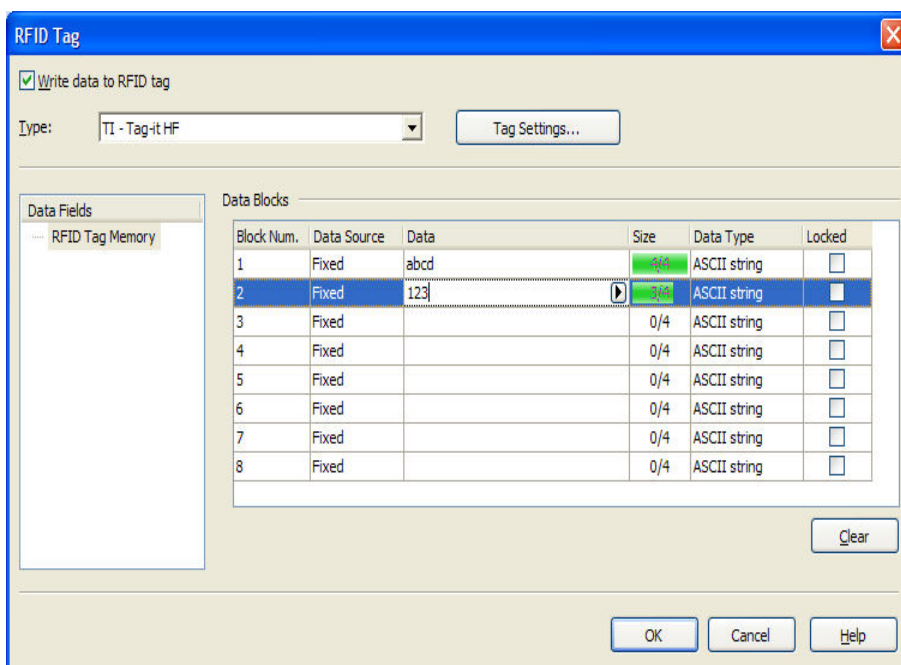 RFID Tag
Write data to RFID tag
Type: TI - Tag-it HF Tag Settings...
Data Fields
RFID Tag Memory
Data Blocks
Block Num. Data Source Data Size Data Type Locked
1 Fixed abcd 4/4 ASCII string
2 Fixed 123 3/4 ASCII string
3 Fixed 0/4 ASCII string
4 Fixed 0/4 ASCII string
5 Fixed 0/4 ASCII string
6 Fixed 0/4 ASCII string
7 Fixed 0/4 ASCII string
8 Fixed 0/4 ASCII string
Clear
OK Cancel Help